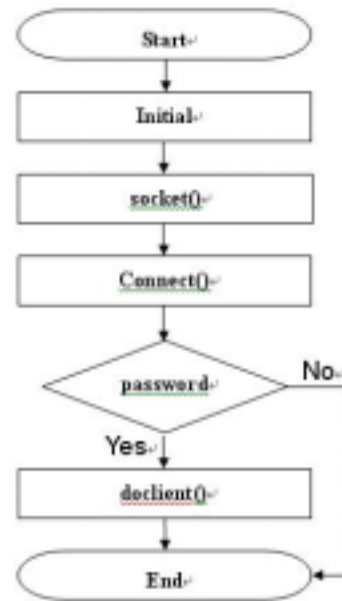 Start
Initial
socket()
Connect()
password
No
Yes
doclient()
End